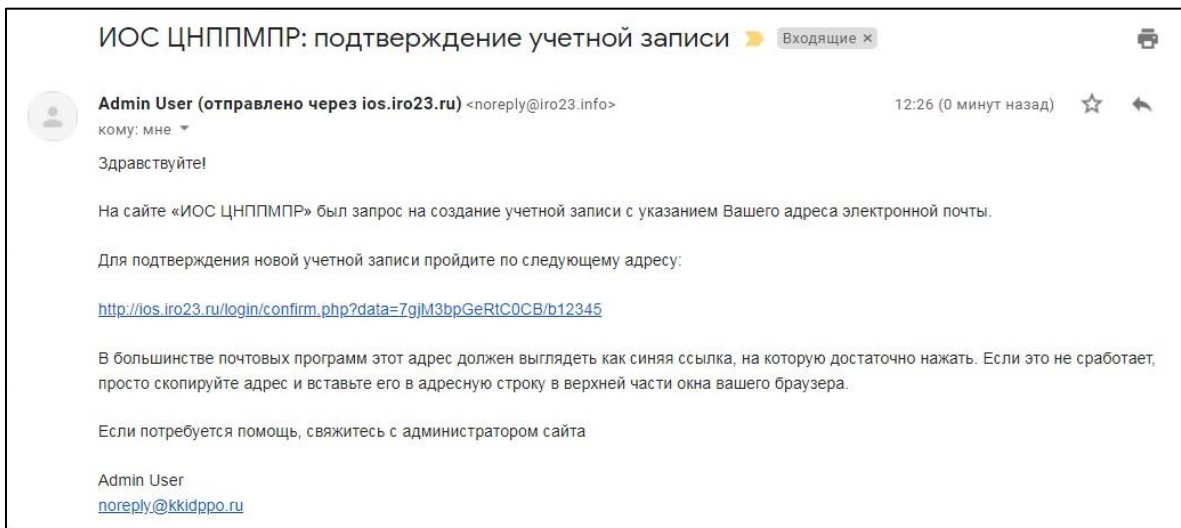 ИОС ЦНППМПР: подтверждение учетной записи Входящие ×
Admin User (отправлено через ios.iro23.ru) <noreply@iro23.info> 12:26 (0 минут назад)
кому: мне
Здравствуйте!
На сайте «ИОС ЦНППМПР» был запрос на создание учетной записи с указанием Вашего адреса электронной почты.
Для подтверждения новой учетной записи пройдите по следующему адресу:
http://ios.iro23.ru/login/confirm.php?data=7gjM3bpGeRtC0CB/b12345
В большинстве почтовых программ этот адрес должен выглядеть как синяя ссылка, на которую достаточно нажать. Если это не сработает,
просто скопируйте адрес и вставьте его в адресную строку в верхней части окна вашего браузера.
Если потребуется помощь, свяжитесь с администратором сайта
Admin User
noreply@kkidppo.ru